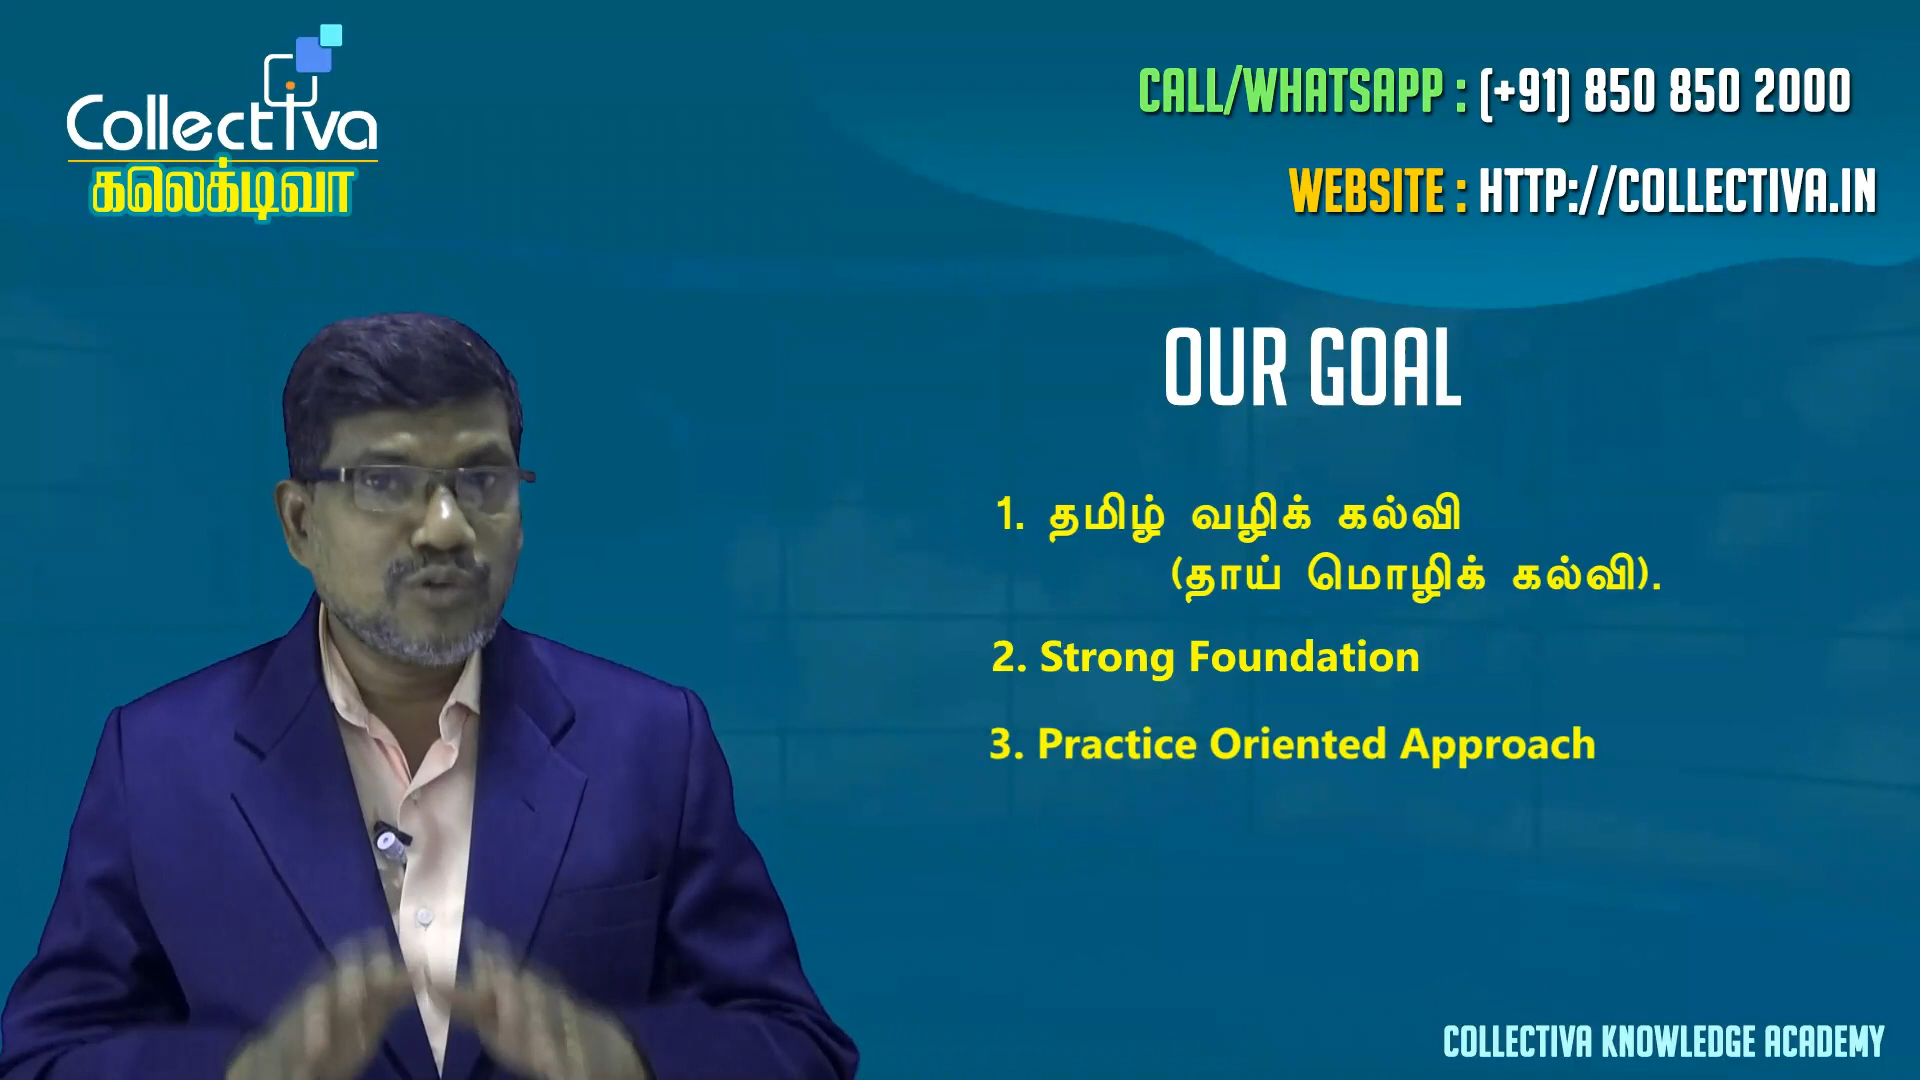 Collectiva
கலெக்டிவா
CALL/WHATSAPP : (+91) 850 850 2000
WEBSITE : HTTP://COLLECTIVA.IN
OUR GOAL
1. தமிழ் வழிக் கல்வி
(தாய் மொழிக் கல்வி).
2. Strong Foundation
3. Practice Oriented Approach
COLLECTIVA KNOWLEDGE ACADEMY